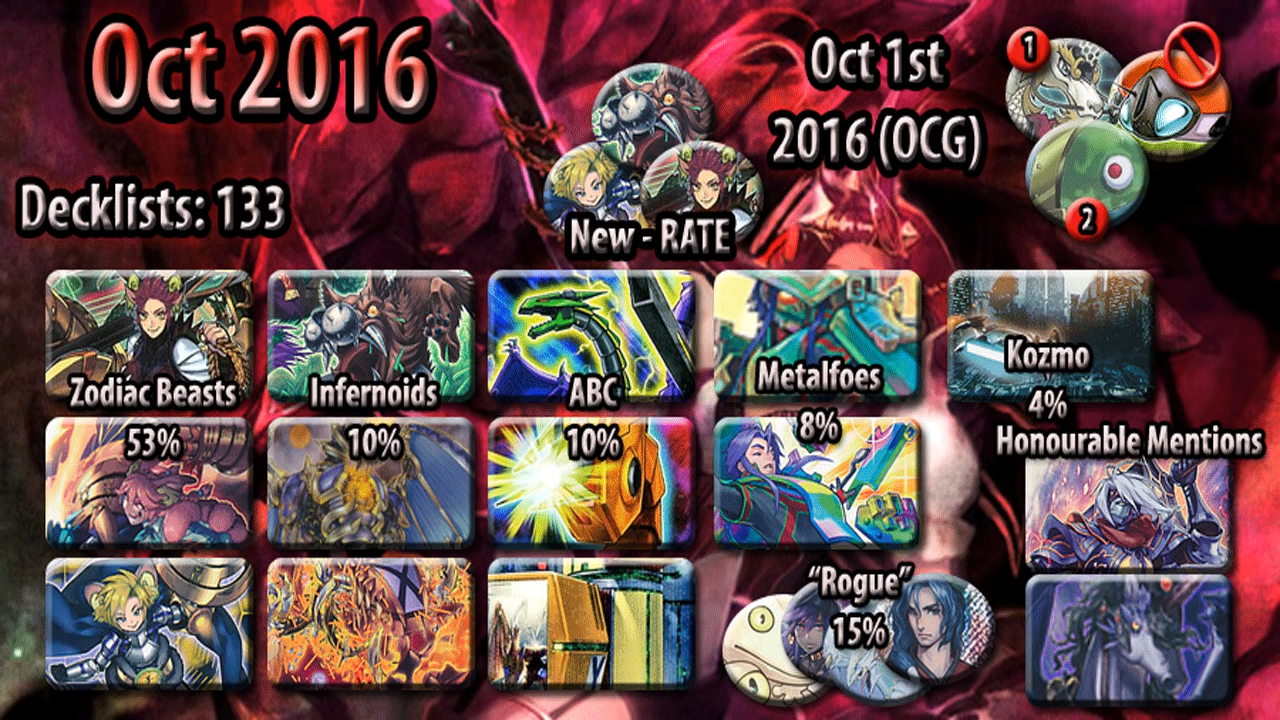 Oct 2016
Oct 1st
2016 (OCG)
1
2
Decklists: 133
New - RATE
Zodiac Beasts
53%
Infernoids
10%
ABC
10%
Metalfoes
8%
Kozmo
4%
Honourable Mentions
“Rogue”
15%